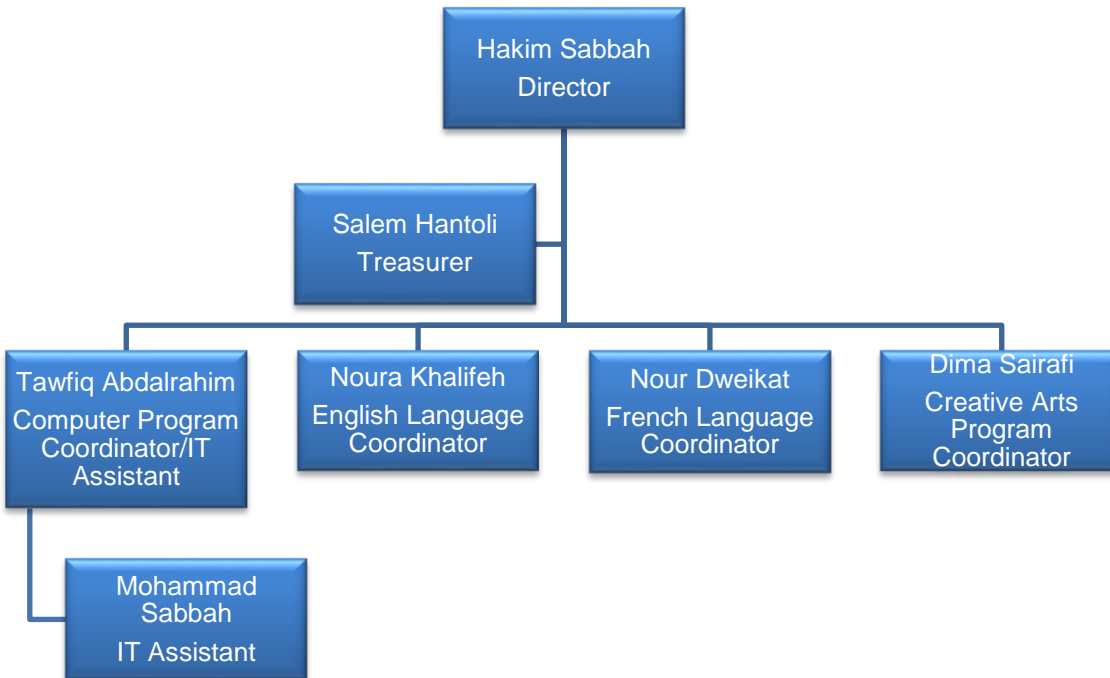 Hakim Sabbah
Director
Salem Hantoli
Treasurer
Tawfiq Abdalrahim
Computer Program
Coordinator/IT
Assistant
Noura Khalifeh
English Language
Coordinator
Nour Dweikat
French Language
Coordinator
Dima Sairafi
Creative Arts
Program
Coordinator
Mohammad
Sabbah
IT Assistant